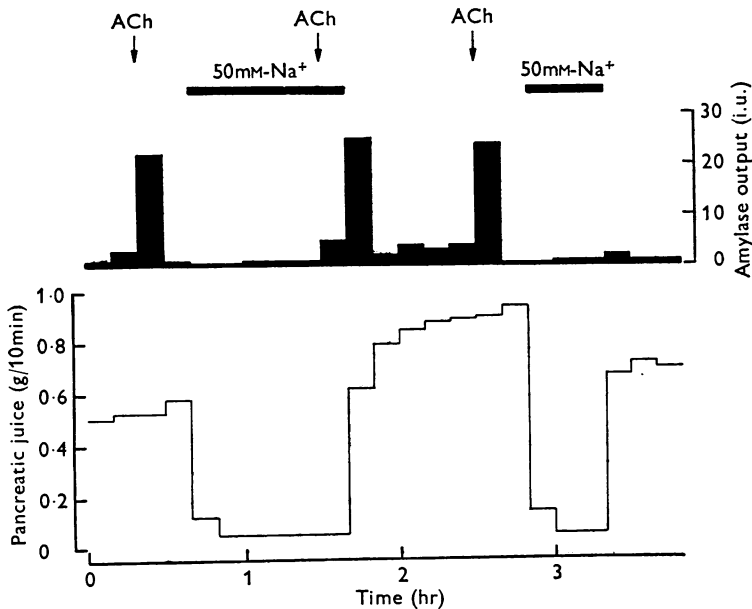 ACh ACh ACh
50mM-Na⁺ 50mM-Na⁺
30
20
10
0
Amylase output (i.u.)
1·0
0·8
0·6
0·4
0·2
0
Pancreatic juice (g/10min)
0 1 2 3
Time (hr)